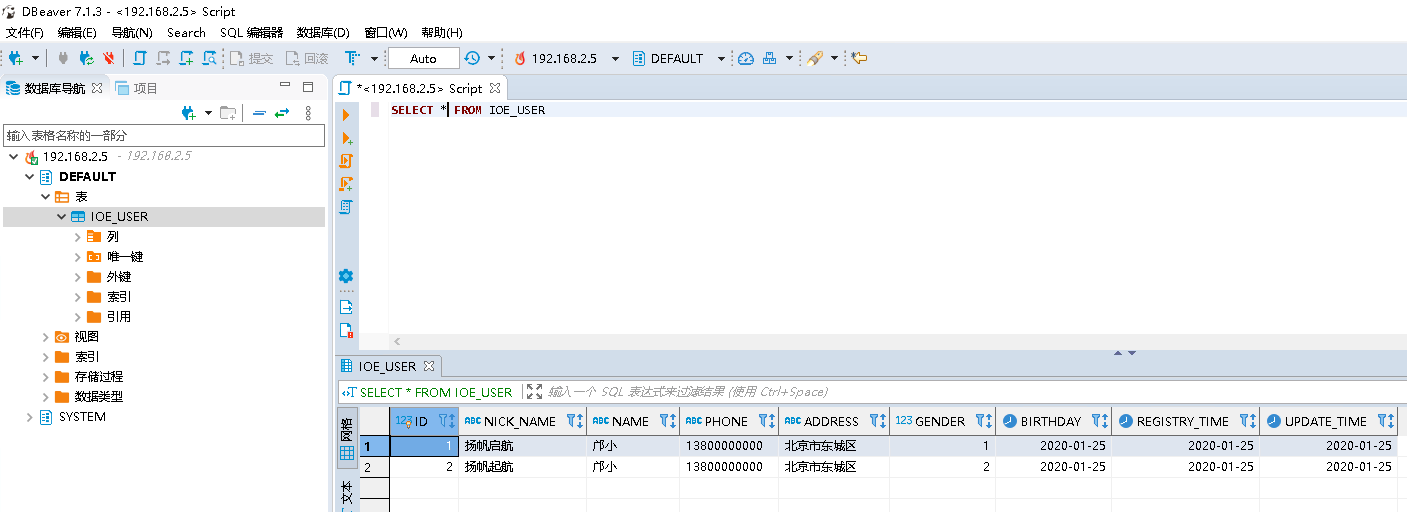 DBeaver 7.1.3 - <192.168.2.5> Script
文件(F) 编辑(E) 导航(N) Search SQL 编辑器 数据库(D) 窗口(W) 帮助(H)
提交 回滚 Auto 192.168.2.5 DEFAULT
数据库导航 项目
输入表格名称的一部分
192.168.2.5 - 192.168.2.5
DEFAULT
表
IOE_USER
列
唯一键
外键
索引
引用
视图
索引
存储过程
数据类型
SYSTEM
*<192.168.2.5> Script
SELECT * FROM IOE_USER
IOE_USER
SELECT * FROM IOE_USER 输入一个 SQL 表达式来过滤结果 (使用 Ctrl+Space)
网格
文本
123 ID ABC NICK_NAME ABC NAME ABC PHONE ABC ADDRESS 123 GENDER BIRTHDAY REGISTRY_TIME UPDATE_TIME
1 1 扬帆启航 邝小 13800000000 北京市东城区 1 2020-01-25 2020-01-25 2020-01-25
2 2 扬帆起航 邝小 13800000000 北京市东城区 2 2020-01-25 2020-01-25 2020-01-25